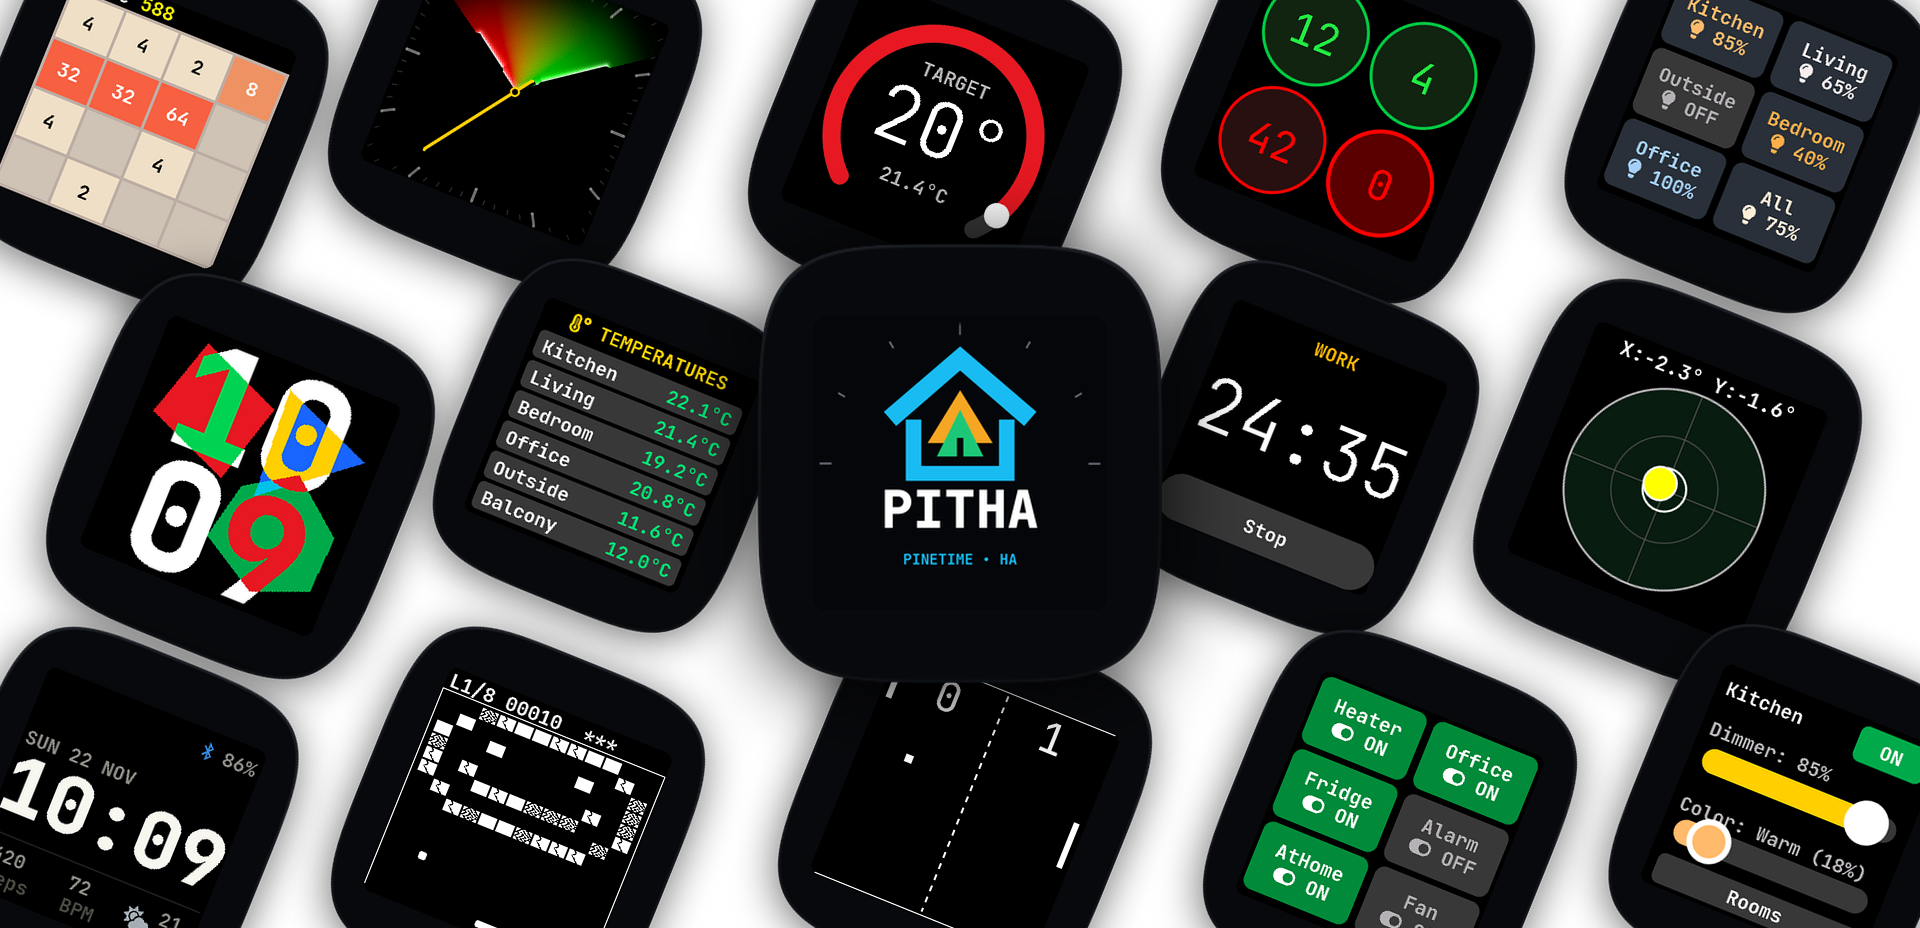 588
4 4 2 8
32 32 64
4 4
2
TARGET
20°
21.4°C
12 4
42 0
Kitchen
85%
Living
65%
Outside
OFF
Bedroom
40%
Office
100%
All
75%
10
09
TEMPERATURES
Kitchen 22.1°C
Living 21.4°C
Bedroom 19.2°C
Office 20.8°C
Outside 11.6°C
Balcony 12.0°C
PITHA
PINETIME • HA
WORK
24:35
Stop
X:-2.3° Y:-1.6°
86%
SUN 22 NOV
10:09
72
BPM
21
L1/8 00010 ***
0 1
Heater
ON
Office
ON
Fridge
ON
Alarm
OFF
AtHome
ON
Fan
Kitchen
ON
Dimmer: 85%
Color: Warm (18%)
Rooms